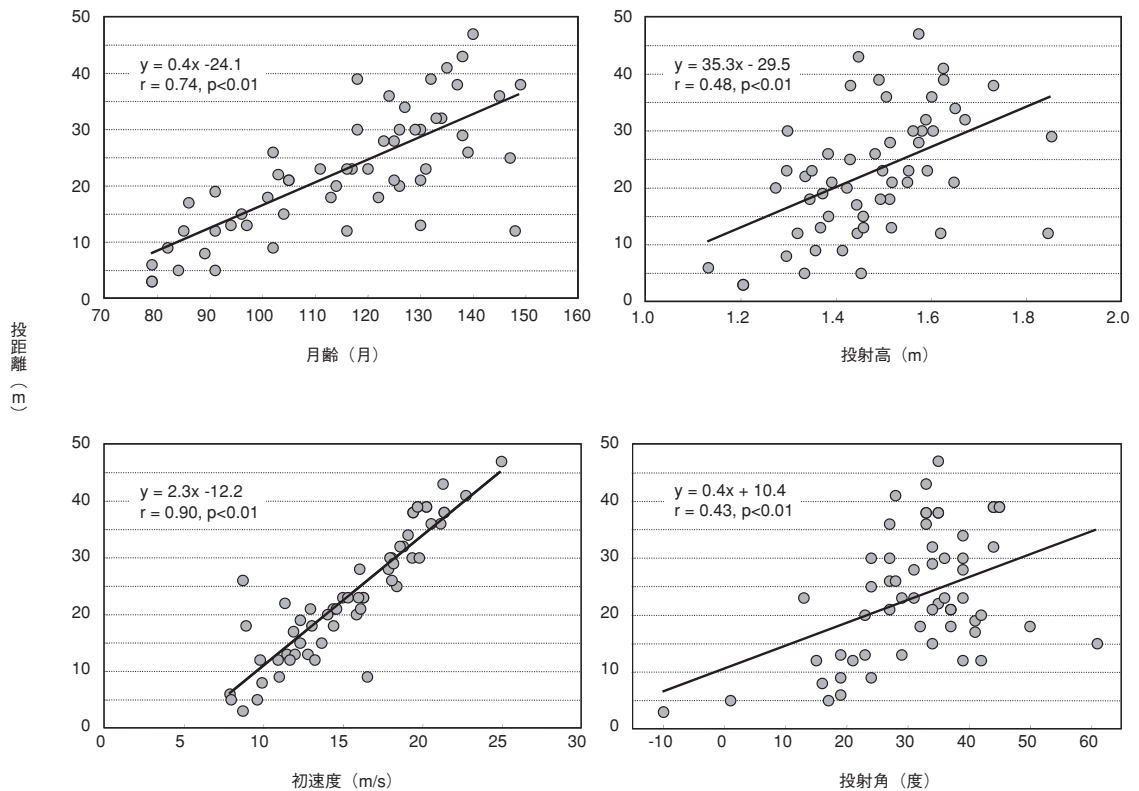 投距離（m）
50
40
30
20
10
0
y = 0.4x -24.1
r = 0.74, p<0.01
70 80 90 100 110 120 130 140 150 160
月齢（月）
50
40
30
20
10
0
y = 35.3x - 29.5
r = 0.48, p<0.01
1.0 1.2 1.4 1.6 1.8 2.0
投射高（m）
50
40
30
20
10
0
y = 2.3x -12.2
r = 0.90, p<0.01
0 5 10 15 20 25 30
初速度（m/s）
50
40
30
20
10
0
y = 0.4x + 10.4
r = 0.43, p<0.01
-10 0 10 20 30 40 50 60
投射角（度）